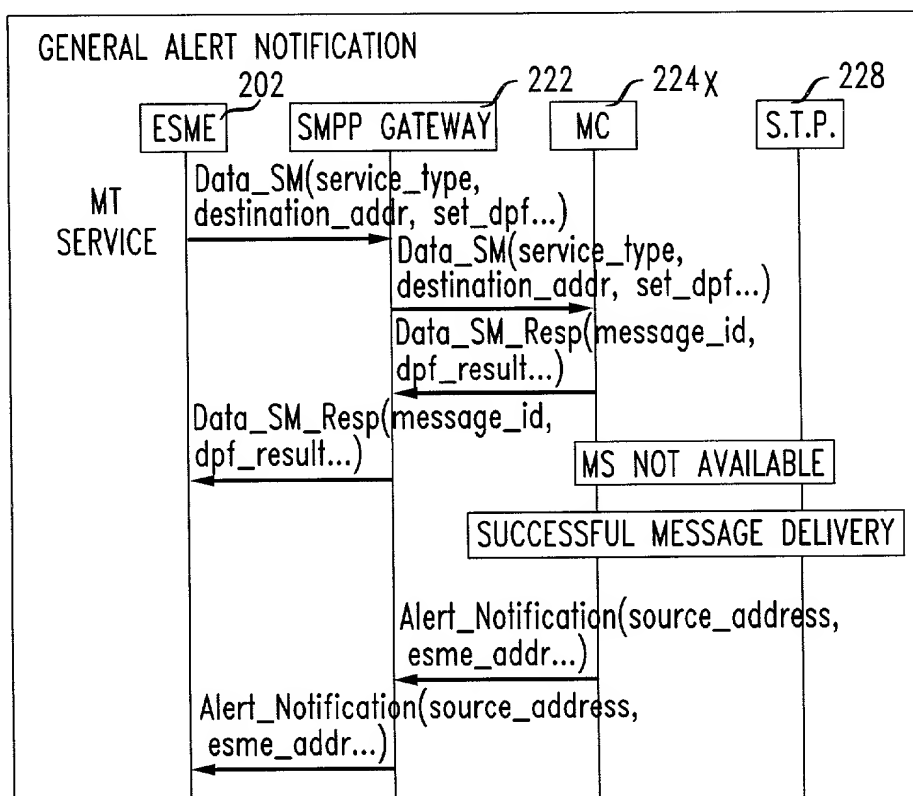 GENERAL ALERT NOTIFICATION
202
222
224X
228
ESME
SMPP GATEWAY
MC
S.T.P.
MT
SERVICE
Data_SM(service_type,
destination_addr, set_dpf...)
Data_SM(service_type,
destination_addr, set_dpf...)
Data_SM_Resp(message_id,
dpf_result...)
Data_SM_Resp(message_id,
dpf_result...)
MS NOT AVAILABLE
SUCCESSFUL MESSAGE DELIVERY
Alert_Notification(source_address,
esme_addr...)
Alert_Notification(source_address,
esme_addr...)